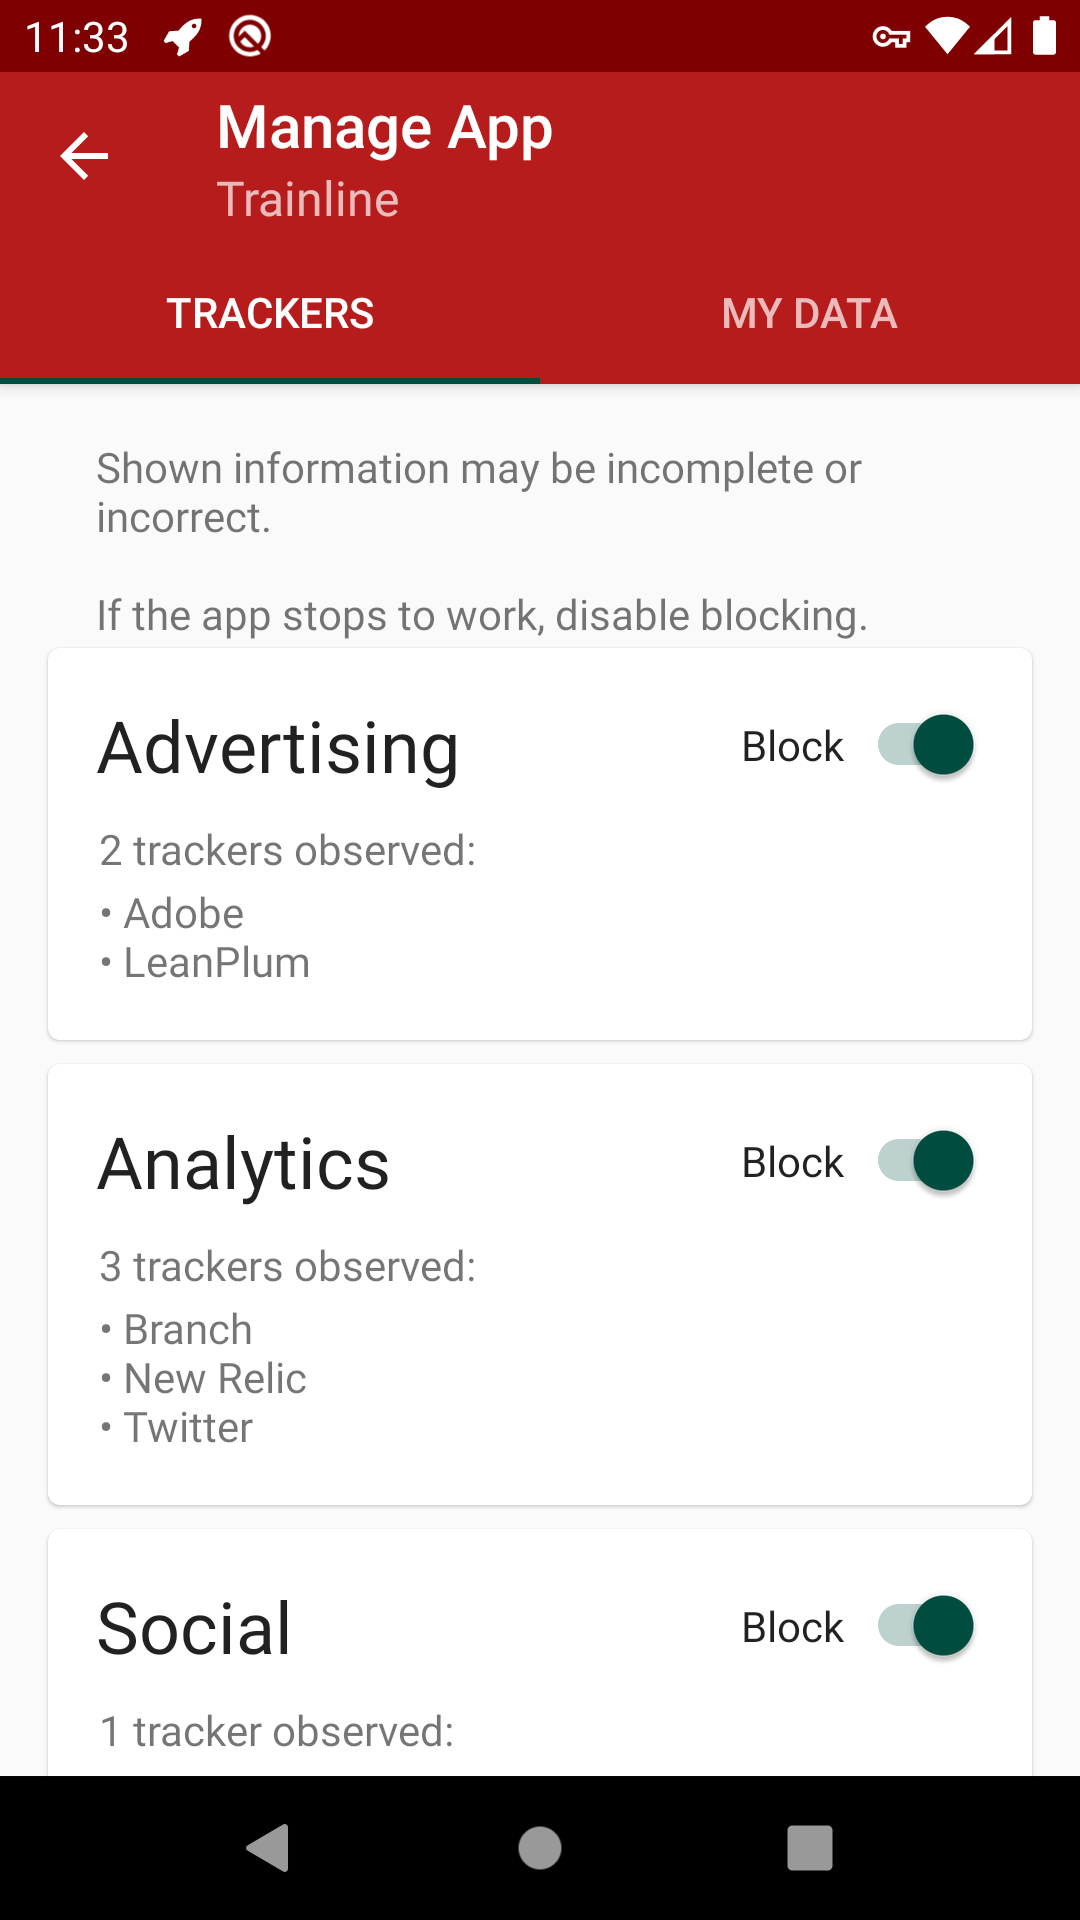 11:33
Manage App
Trainline
TRACKERS
MY DATA
Shown information may be incomplete or
incorrect.
If the app stops to work, disable blocking.
Advertising
Block
2 trackers observed:
• Adobe
• LeanPlum
Analytics
Block
3 trackers observed:
• Branch
• New Relic
• Twitter
Social
Block
1 tracker observed: